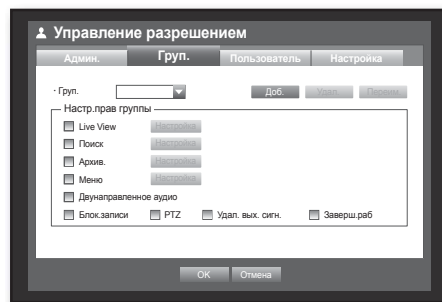 Управление разрешением
Админ. Груп. Пользователь Настройка
· Груп. Доб. Удал. Переим.
Настр.прав группы
Live View Настройка
Поиск Настройка
Архив. Настройка
Меню Настройка
Двунаправленное аудио
Блок.записи PTZ Удал. вых. сигн. Заверш.раб
OK Отмена